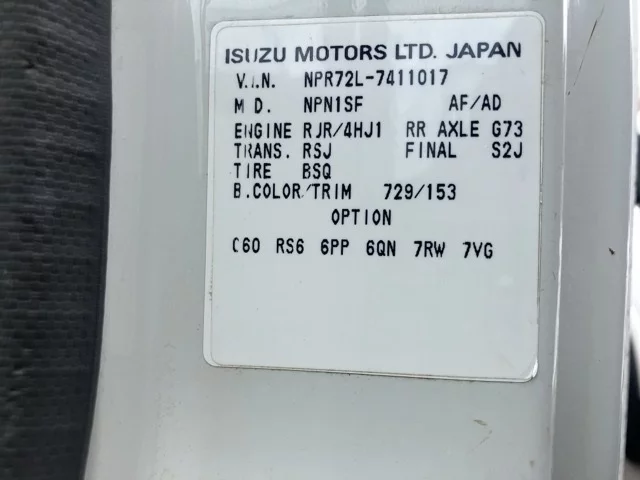 ISUZU MOTORS LTD. JAPAN
V.I.N. NPR72L-7411017
M D. NPN1SF AF/AD
ENGINE RJR/4HJ1 RR AXLE G73
TRANS. RSJ FINAL S2J
TIRE BSQ
B.COLOR/TRIM 729/153
OPTION
C60 RS6 6PP 6QN 7RW 7VG